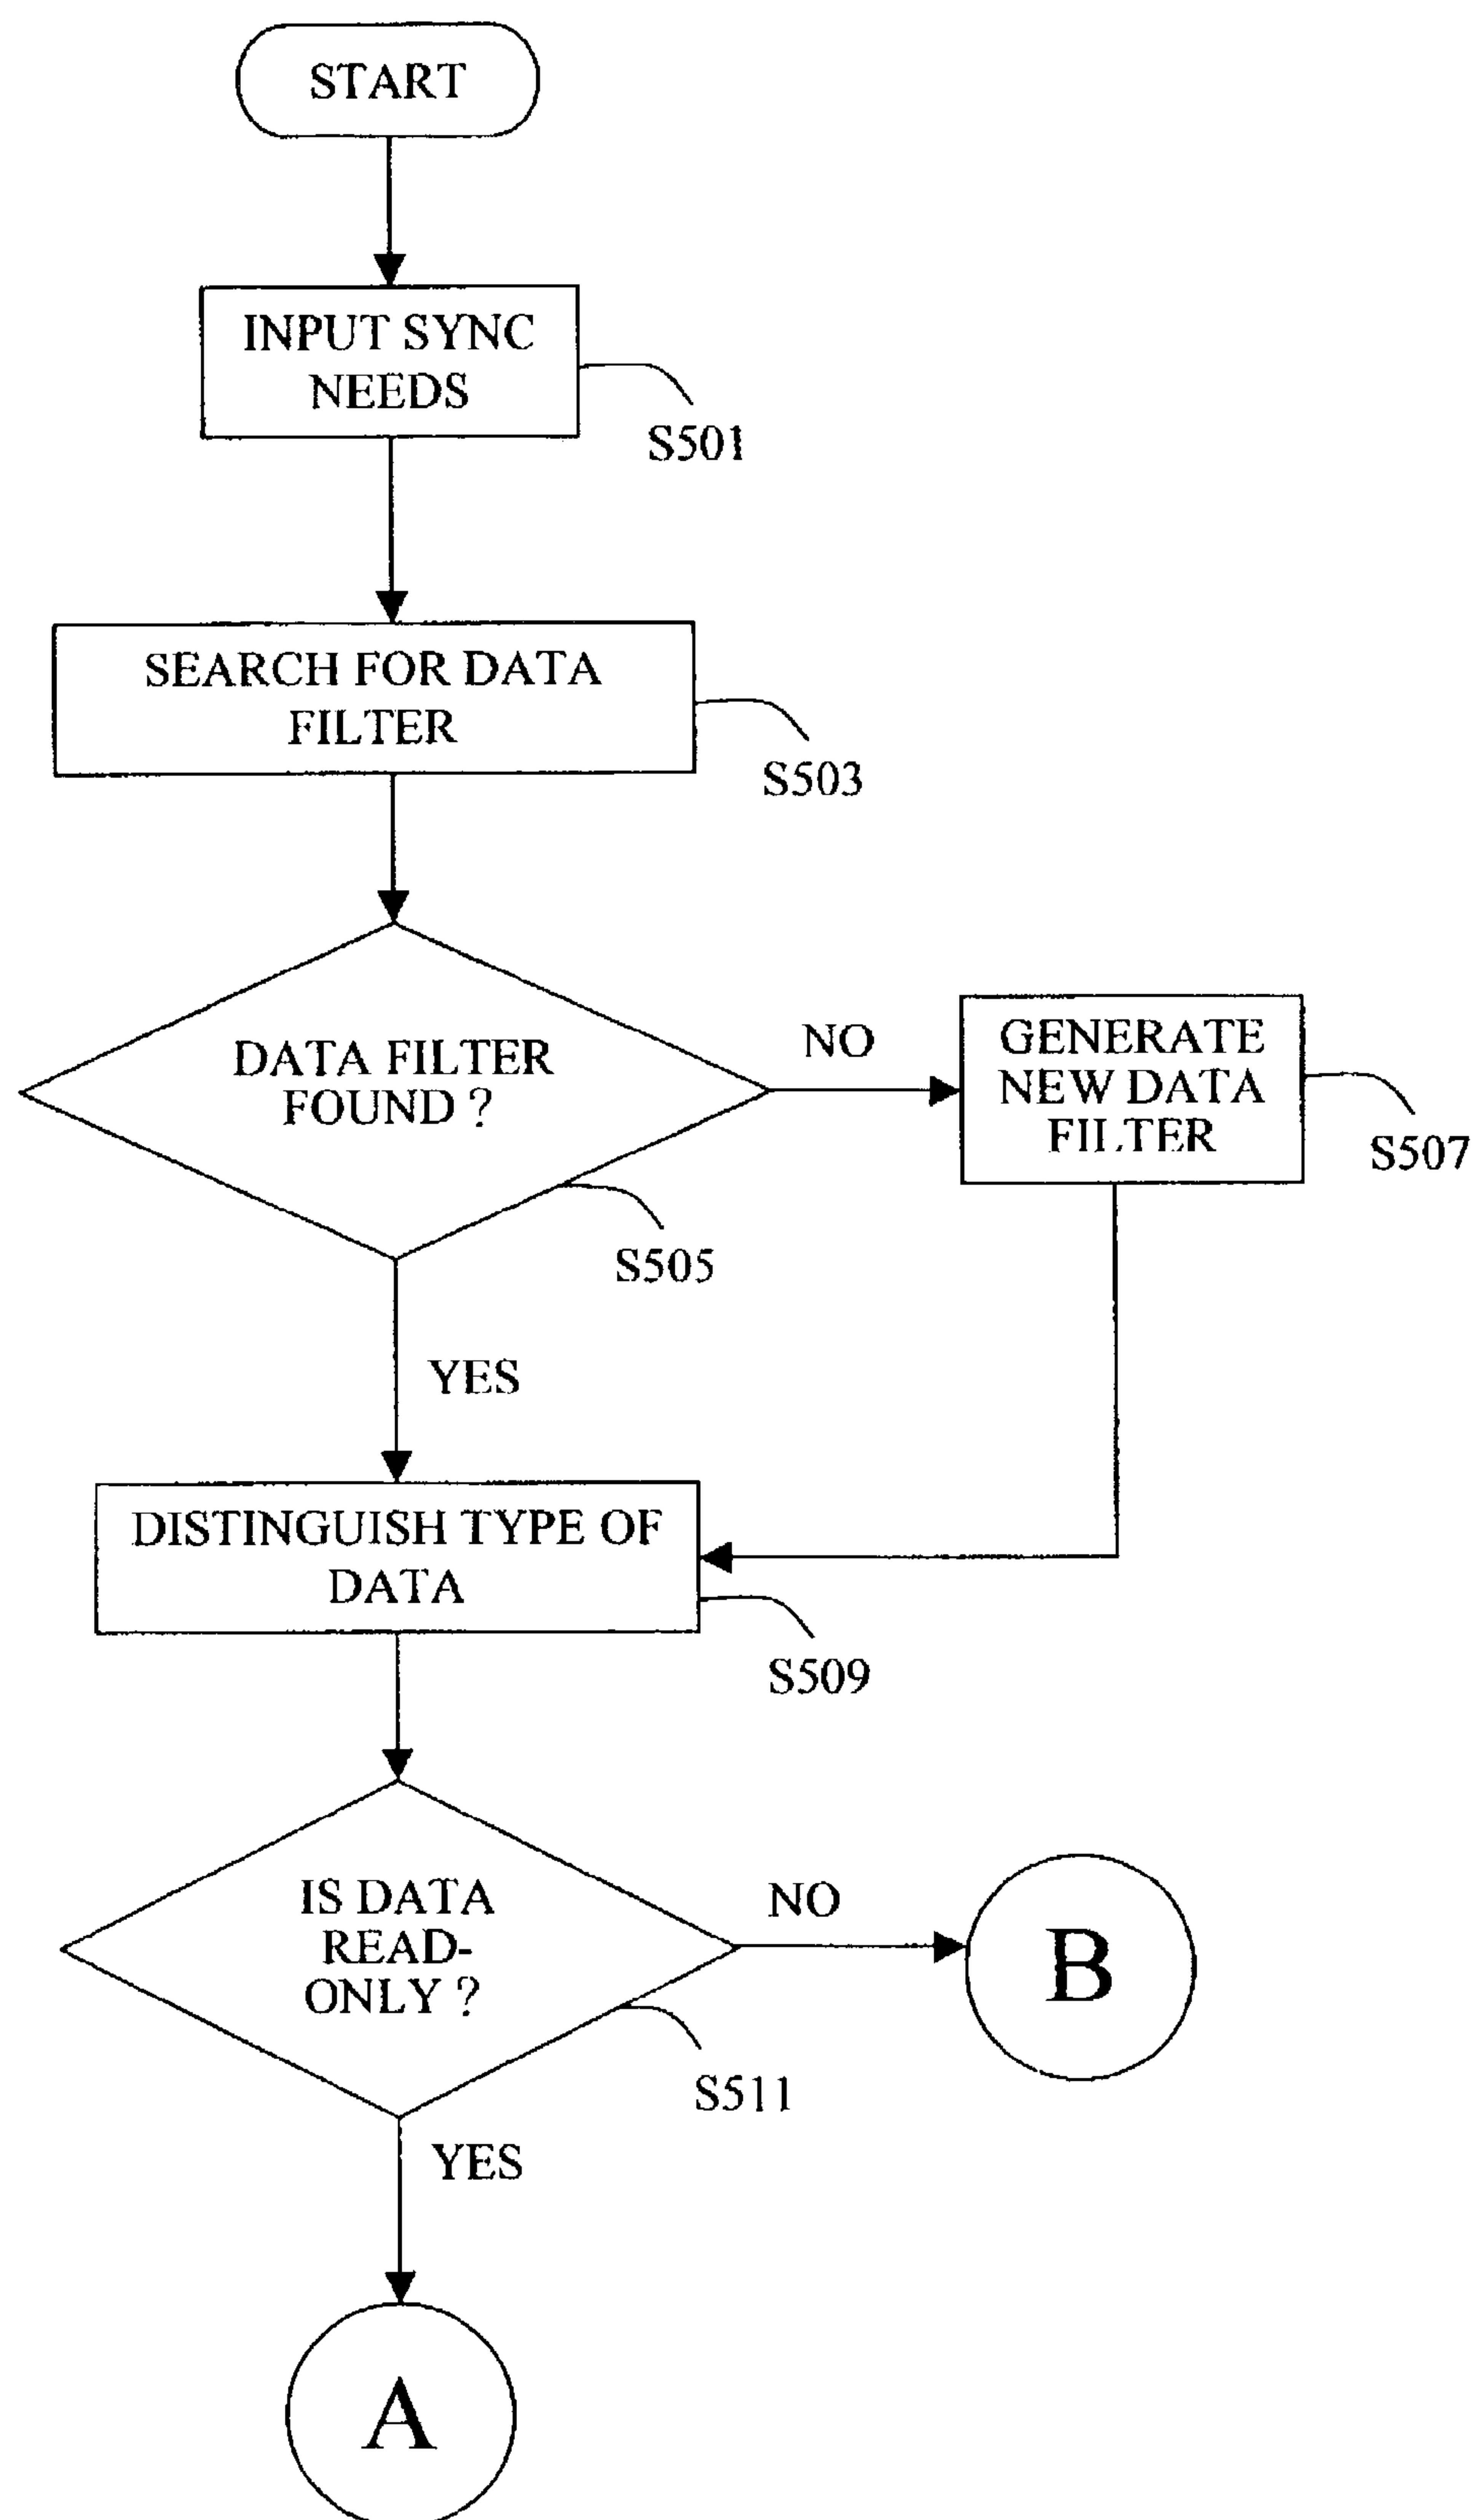 START
INPUT SYNC
NEEDS
S501
SEARCH FOR DATA
FILTER
S503
DATA FILTER
FOUND ?
NO
GENERATE
NEW DATA
FILTER
S507
S505
YES
DISTINGUISH TYPE OF
DATA
S509
IS DATA
READ-
ONLY ?
NO
B
S511
YES
A